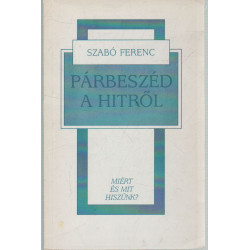 SZABÓ FERENC
PÁRBESZÉD
A HITRŐL
MIÉRT
ÉS MIT
HISZÜNK?